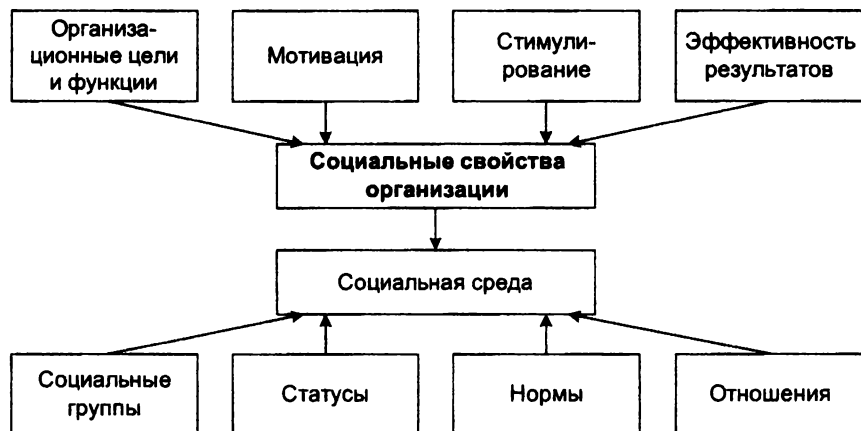 Организа-
ционные цели
и функции
Мотивация
Стимули-
рование
Эффективность
результатов
Социальные свойства
организации
Социальная среда
Социальные
группы
Статусы
Нормы
Отношения